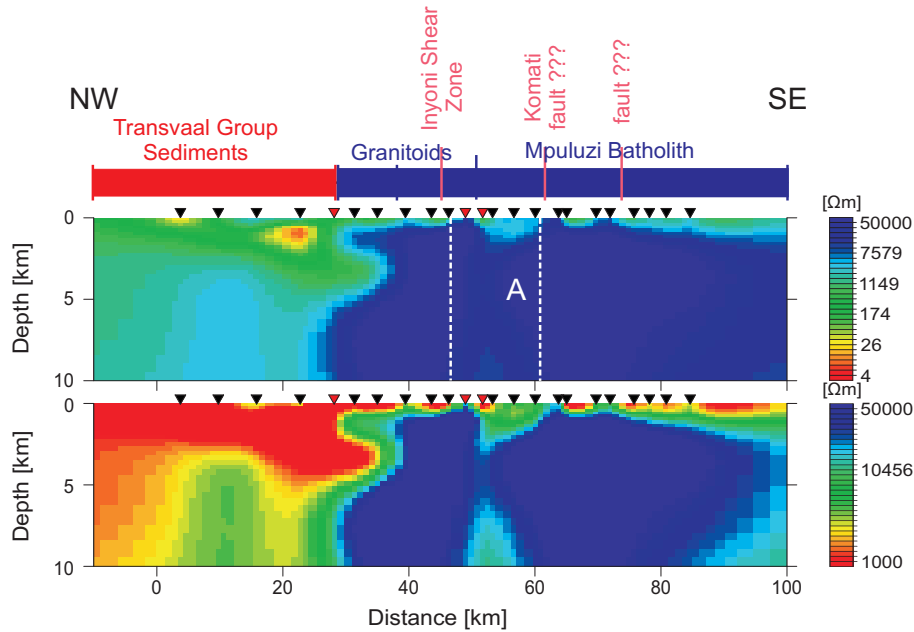 NW
SE
Inyoni Shear
Zone
Komati
fault ???
fault ???
Transvaal Group
Sediments
Granitoids
Mpuluzi Batholith
[Ωm]
0
5
10
Depth [km]
A
50000
7579
1149
174
26
4
[Ωm]
0
5
10
Depth [km]
50000
10456
1000
0
20
40
60
80
100
Distance [km]